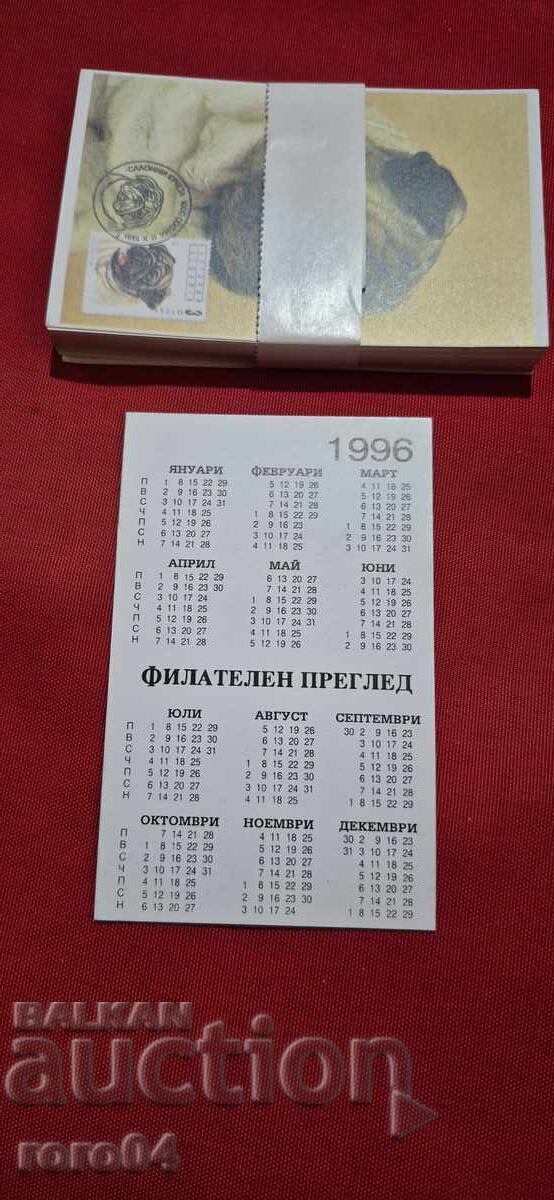 1996
ЯНУАРИ ФЕВРУАРИ МАРТ
П 1 8 15 22 29 5 12 19 26 4 11 18 25
В 2 9 16 23 30 6 13 20 27 5 12 19 26
С 3 10 17 24 31 7 14 21 28 6 13 20 27
Ч 4 11 18 25 1 8 15 22 29 7 14 21 28
П 5 12 19 26 2 9 16 23 1 8 15 22 29
С 6 13 20 27 3 10 17 24 2 9 16 23 30
Н 7 14 21 28 4 11 18 25 3 10 17 24 31
АПРИЛ МАЙ ЮНИ
П 1 8 15 22 29 6 13 20 27 3 10 17 24
В 2 9 16 23 30 7 14 21 28 4 11 18 25
С 3 10 17 24 1 8 15 22 29 5 12 19 26
Ч 4 11 18 25 2 9 16 23 30 6 13 20 27
П 5 12 19 26 3 10 17 24 31 7 14 21 28
С 6 13 20 27 4 11 18 25 1 8 15 22 29
Н 7 14 21 28 5 12 19 26 2 9 16 23 30
ФИЛАТЕЛЕН ПРЕГЛЕД
ЮЛИ АВГУСТ СЕПТЕМВРИ
П 1 8 15 22 29 5 12 19 26 30 2 9 16 23
В 2 9 16 23 30 6 13 20 27 3 10 17 24
С 3 10 17 24 31 7 14 21 28 4 11 18 25
Ч 4 11 18 25 1 8 15 22 29 5 12 19 26
П 5 12 19 26 2 9 16 23 30 6 13 20 27
С 6 13 20 27 3 10 17 24 31 7 14 21 28
Н 7 14 21 28 4 11 18 25 1 8 15 22 29
ОКТОМВРИ НОЕМВРИ ДЕКЕМВРИ
П 7 14 21 28 4 11 18 25 30 2 9 16 23
В 1 8 15 22 29 5 12 19 26 31 3 10 17 24
С 2 9 16 23 30 6 13 20 27 4 11 18 25
Ч 3 10 17 24 31 7 14 21 28 5 12 19 26
П 4 11 18 25 1 8 15 22 29 6 13 20 27
С 5 12 19 26 2 9 16 23 30 7 14 21 28
Н 6 13 20 27 3 10 17 24 1 8 15 22 29
BALKAN
auction
roro04